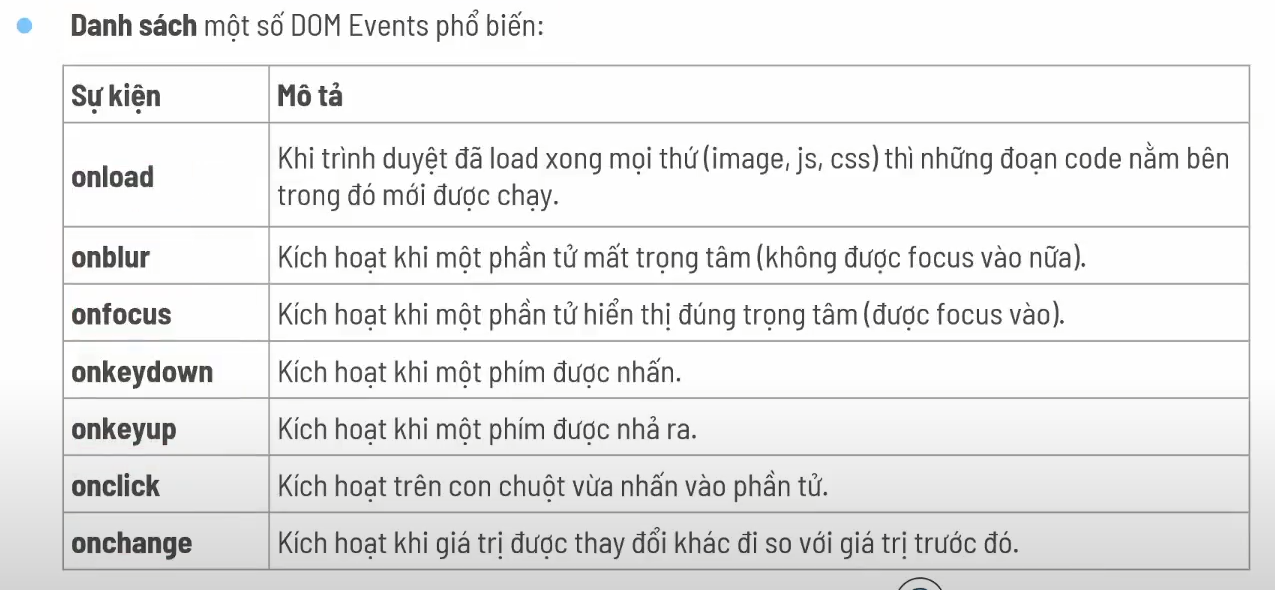 Danh sách một số DOM Events phổ biến:
Sự kiện
Mô tả
onload
Khi trình duyệt đã load xong mọi thứ (image, js, css) thì những đoạn code nằm bên
trong đó mới được chạy.
onblur
Kích hoạt khi một phần tử mất trọng tâm (không được focus vào nữa).
onfocus
Kích hoạt khi một phần tử hiển thị đúng trọng tâm (được focus vào).
onkeydown
Kích hoạt khi một phím được nhấn.
onkeyup
Kích hoạt khi một phím được nhả ra.
onclick
Kích hoạt trên con chuột vừa nhấn vào phần tử.
onchange
Kích hoạt khi giá trị được thay đổi khác đi so với giá trị trước đó.